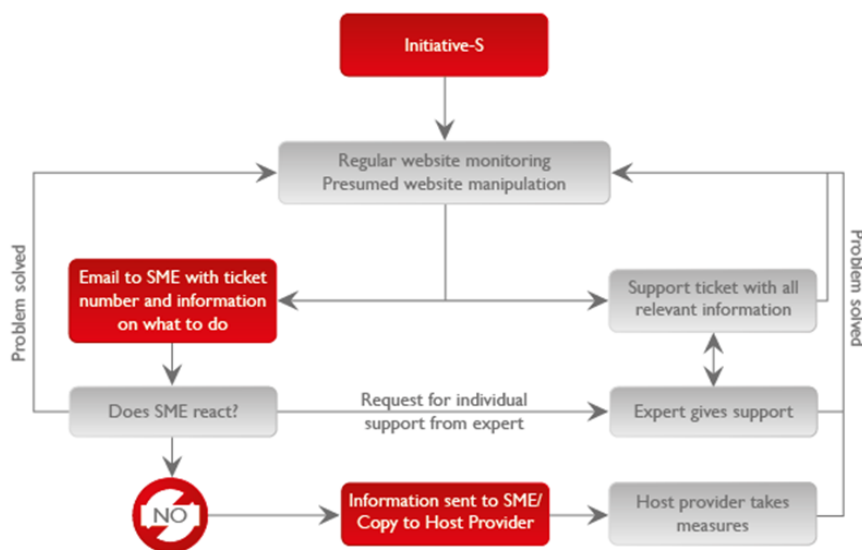 Initiative-S
Regular website monitoring
Presumed website manipulation
Problem solved
Problem solved
Email to SME with ticket
number and information
on what to do
Support ticket with all
relevant information
Does SME react?
Request for individual
support from expert
Expert gives support
NO
Information sent to SME/
Copy to Host Provider
Host provider takes
measures